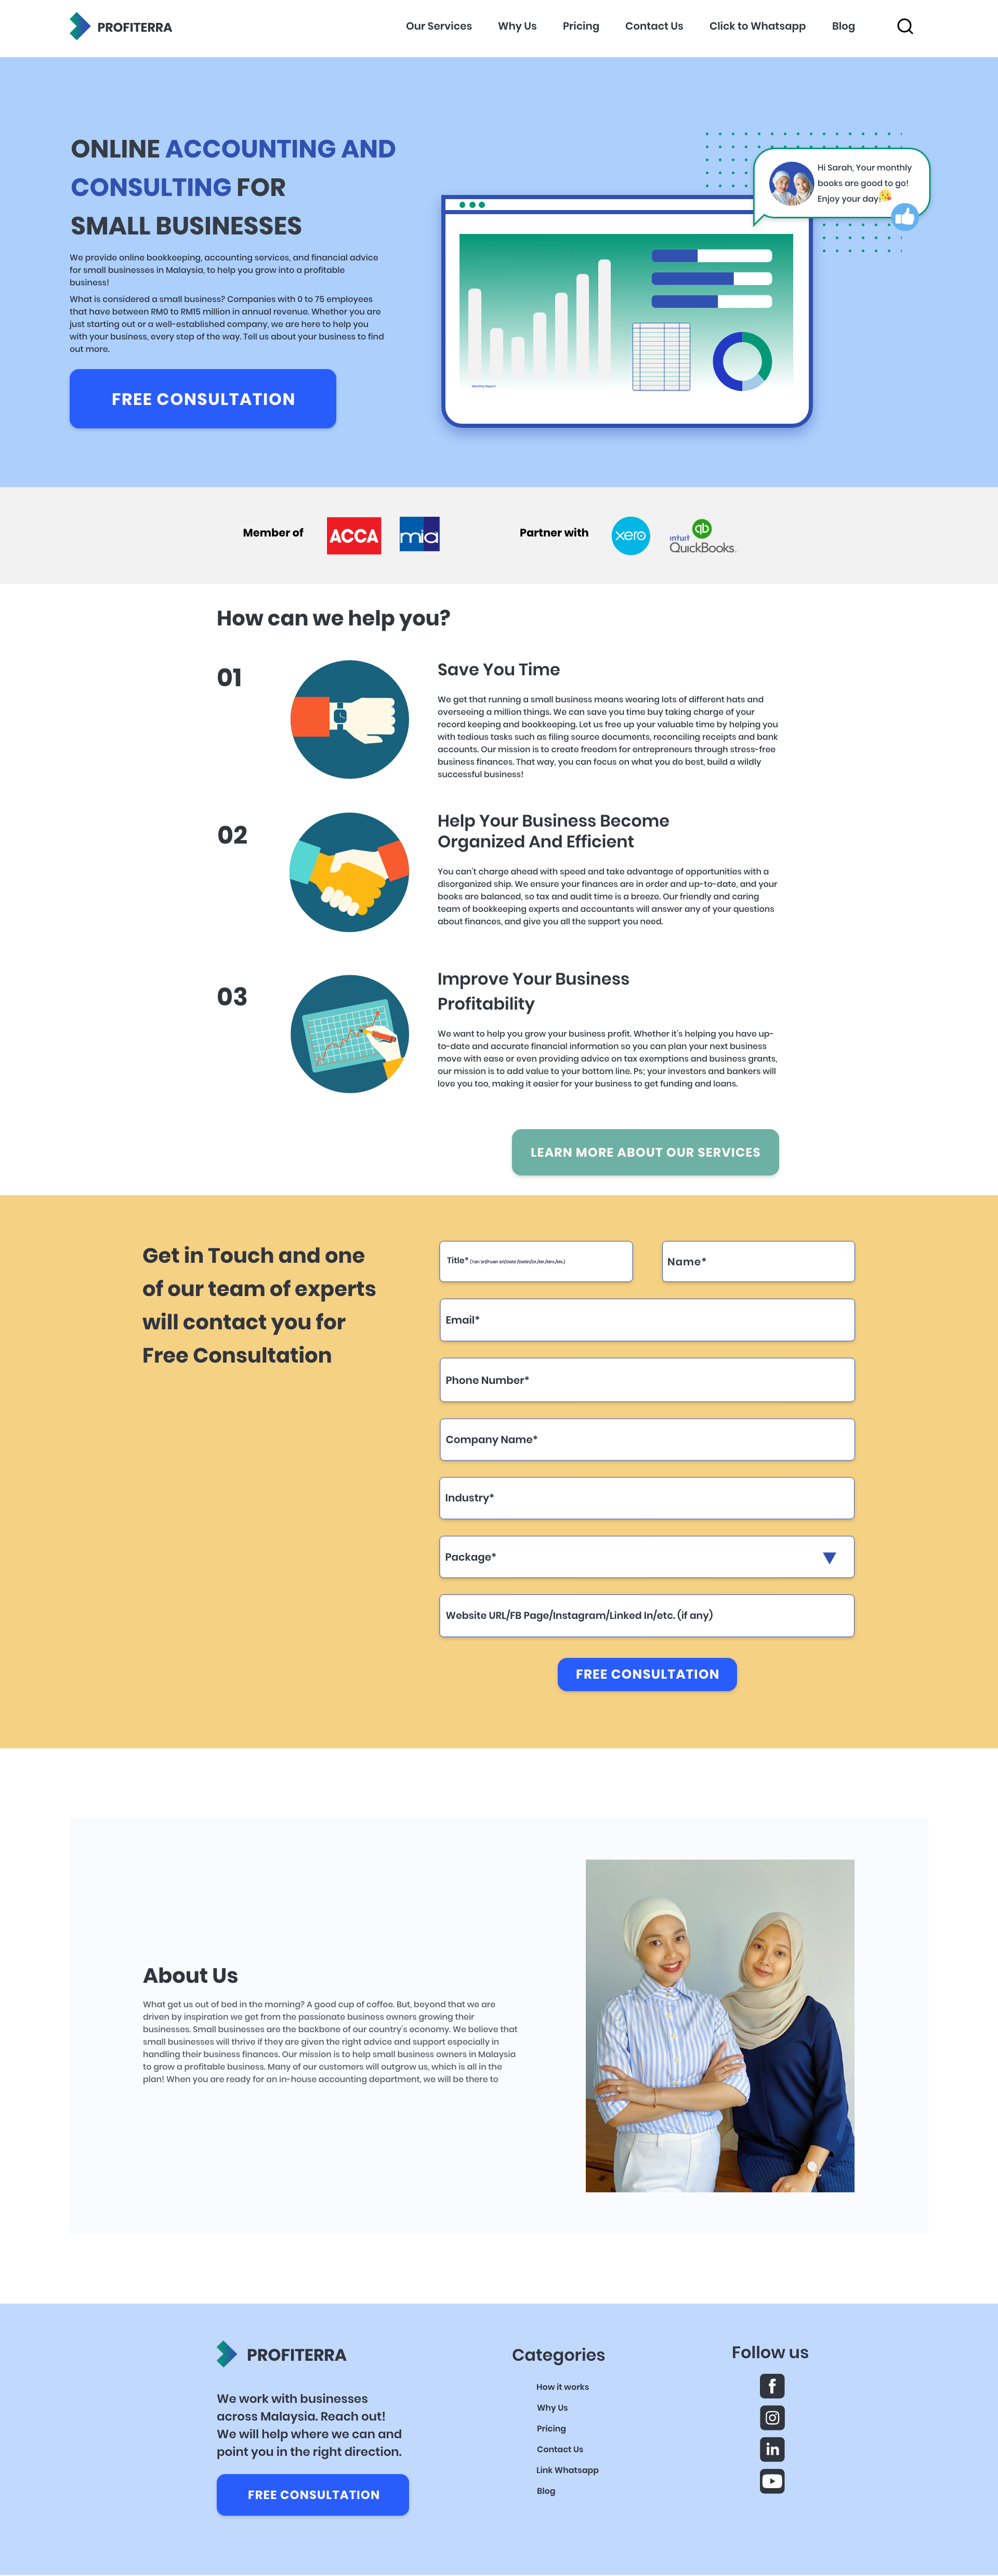 PROFITERRA
Our Services
Why Us
Pricing
Contact Us
Click to Whatsapp
Blog
ONLINE ACCOUNTING AND
CONSULTING FOR
SMALL BUSINESSES
We provide online bookkeeping, accounting services, and financial advice
for small businesses in Malaysia, to help you grow into a profitable
business!
What is considered a small business? Companies with 0 to 75 employees
that have between RM0 to RM15 million in annual revenue. Whether you are
just starting out or a well-established company, we are here to help you
with your business, every step of the way. Tell us about your business to find
out more.
FREE CONSULTATION
Hi Sarah, Your monthly
books are good to go!
Enjoy your day!
Monthly Report
Member of
ACCA
mia
Partner with
xero
qb
intuit
QuickBooks.
How can we help you?
01
Save You Time
We get that running a small business means wearing lots of different hats and
overseeing a million things. We can save you time buy taking charge of your
record keeping and bookkeeping. Let us free up your valuable time by helping you
with tedious tasks such as filing source documents, reconciling receipts and bank
accounts. Our mission is to create freedom for entrepreneurs through stress-free
business finances. That way, you can focus on what you do best, build a wildly
successful business!
02
Help Your Business Become
Organized And Efficient
You can't charge ahead with speed and take advantage of opportunities with a
disorganized ship. We ensure your finances are in order and up-to-date, and your
books are balanced, so tax and audit time is a breeze. Our friendly and caring
team of bookkeeping experts and accountants will answer any of your questions
about finances, and give you all the support you need.
03
Improve Your Business
Profitability
We want to help you grow your business profit. Whether it's helping you have up-
to-date and accurate financial information so you can plan your next business
move with ease or even providing advice on tax exemptions and business grants,
our mission is to add value to your bottom line. Ps; your investors and bankers will
love you too, making it easier for your business to get funding and loans.
LEARN MORE ABOUT OUR SERVICES
Get in Touch and one
of our team of experts
will contact you for
Free Consultation
Title*
Name*
Email*
Phone Number*
Company Name*
Industry*
Package*
Website URL/FB Page/Instagram/Linked In/etc. (if any)
FREE CONSULTATION
About Us
What get us out of bed in the morning? A good cup of coffee. But, beyond that we are
driven by inspiration we get from the passionate business owners growing their
businesses. Small businesses are the backbone of our country's economy. We believe that
small businesses will thrive if they are given the right advice and support especially in
handling their business finances. Our mission is to help small business owners in Malaysia
to grow a profitable business. Many of our customers will outgrow us, which is all in the
plan! When you are ready for an in-house accounting department, we will be there to
PROFITERRA
We work with businesses
across Malaysia. Reach out!
We will help where we can and
point you in the right direction.
FREE CONSULTATION
Categories
How it works
Why Us
Pricing
Contact Us
Link Whatsapp
Blog
Follow us